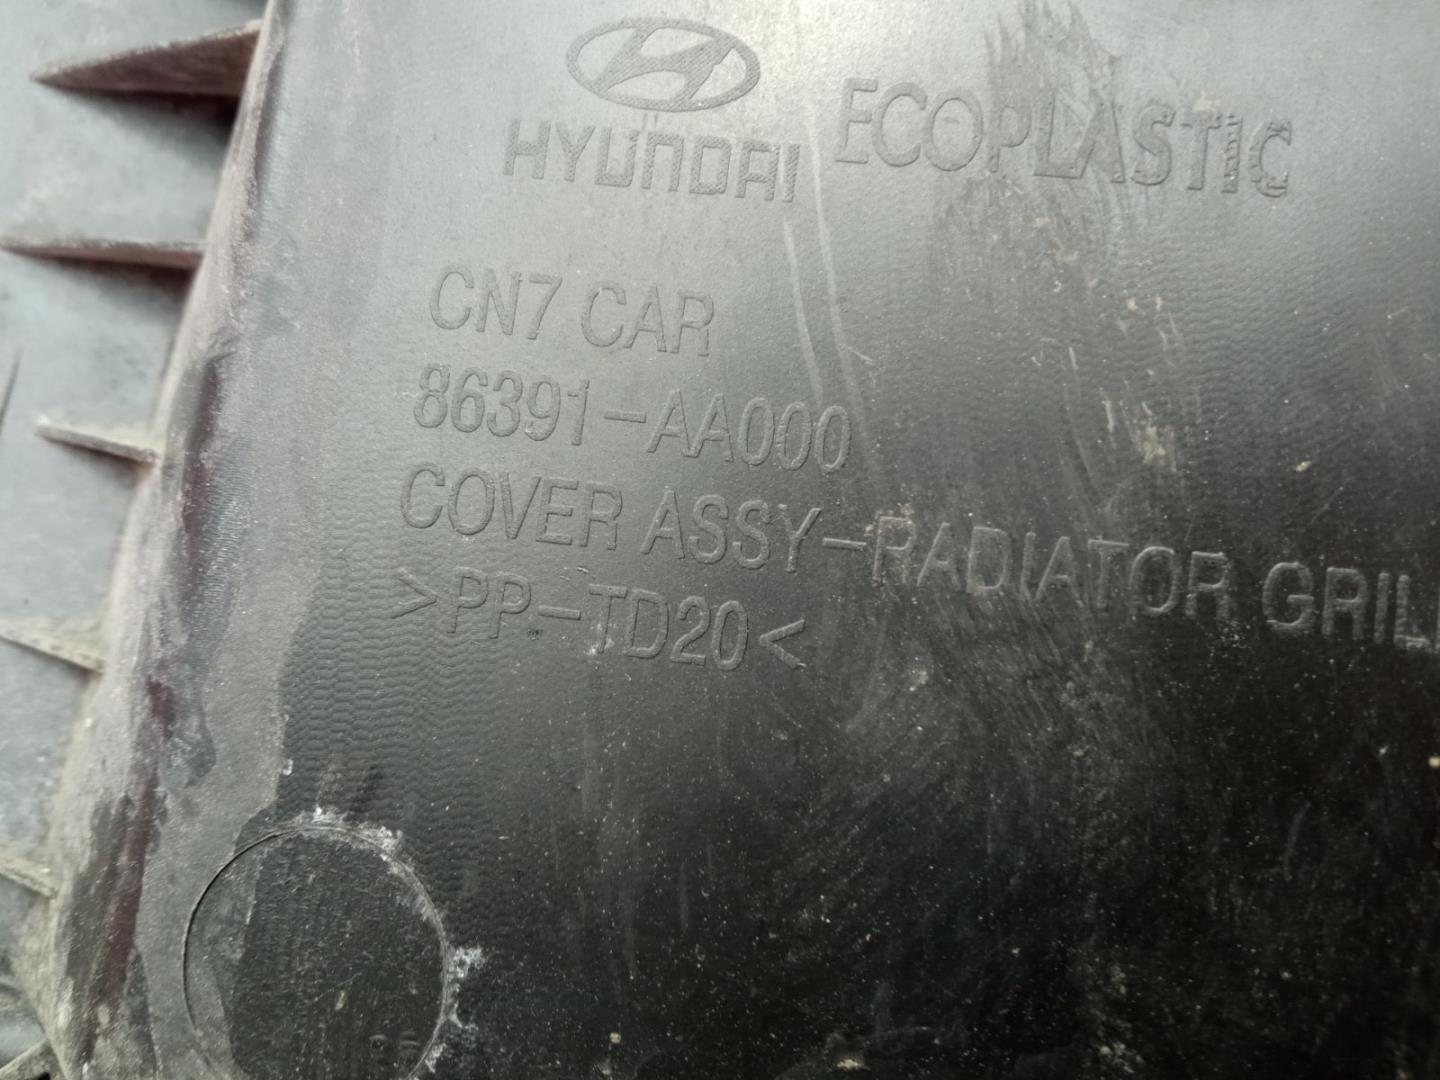 HYUNDAI ECOPLASTIC
CN7 CAR
86391-AA000
COVER ASSY-RADIATOR GRIL
>PP-TD20<